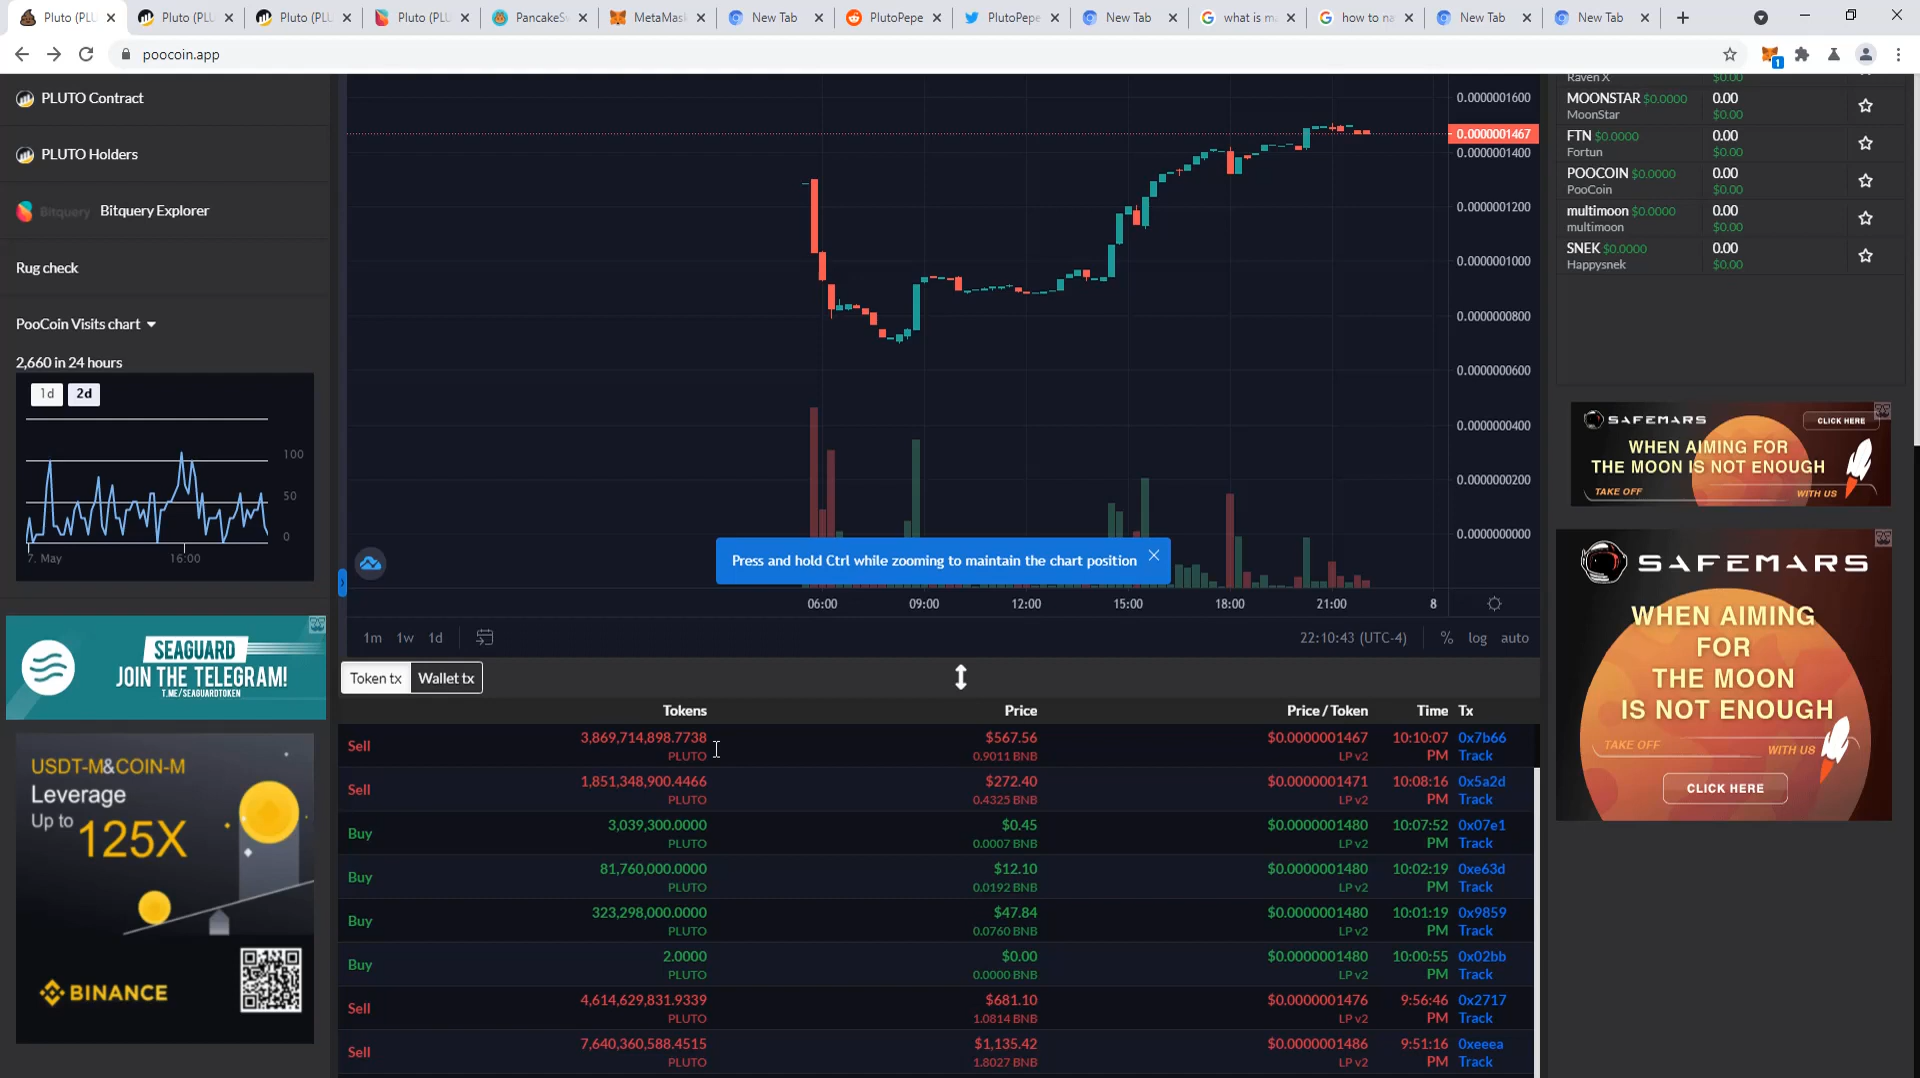 Pluto (PLU
Pluto (PLU
Pluto (PLU
Pluto (PLU
PancakeSw
MetaMask
New Tab
PlutoPepe
PlutoPepe
New Tab
what is ma
how to na
New Tab
New Tab
poocoin.app
1
PLUTO Contract
PLUTO Holders
Bitquery Bitquery Explorer
Rug check
PooCoin Visits chart
2,660 in 24 hours
1d 2d
100
50
0
7. May 16:00
SEAGUARD
JOIN THE TELEGRAM!
T.ME/SEAGUARDTOKEN
USDT-M&COIN-M
Leverage
Up to 125X
BINANCE
0.0000001600
0.0000001467
0.0000001400
0.0000001200
0.0000001000
0.0000000800
0.0000000600
0.0000000400
0.0000000200
0.0000000000
Press and hold Ctrl while zooming to maintain the chart position
06:00 09:00 12:00 15:00 18:00 21:00 8
1m 1w 1d 22:10:43 (UTC-4) % log auto
Token tx Wallet tx
Tokens Price Price / Token Time Tx
Sell 3,869,714,898.7738 PLUTO $567.56 0.9011 BNB $0.0000001467 LP v2 10:10:07 PM 0x7b66 Track
Sell 1,851,348,900.4466 PLUTO $272.40 0.4325 BNB $0.0000001471 LP v2 10:08:16 PM 0x5a2d Track
Buy 3,039,300.0000 PLUTO $0.45 0.0007 BNB $0.0000001480 LP v2 10:07:52 PM 0x07e1 Track
Buy 81,760,000.0000 PLUTO $12.10 0.0192 BNB $0.0000001480 LP v2 10:02:19 PM 0xe63d Track
Buy 323,298,000.0000 PLUTO $47.84 0.0760 BNB $0.0000001480 LP v2 10:01:19 PM 0x9859 Track
Buy 2.0000 PLUTO $0.00 0.0000 BNB $0.0000001480 LP v2 10:00:55 PM 0x02bb Track
Sell 4,614,629,831.9339 PLUTO $681.10 1.0814 BNB $0.0000001476 LP v2 9:56:46 PM 0x2717 Track
Sell 7,640,360,588.4515 PLUTO $1,135.42 1.8027 BNB $0.0000001486 LP v2 9:51:16 PM 0xeeea Track
Raven X $0.00
MOONSTAR $0.0000 0.00
MoonStar $0.00
FTN $0.0000 0.00
Fortun $0.00
POOCOIN $0.0000 0.00
PooCoin $0.00
multimoon $0.0000 0.00
multimoon $0.00
SNEK $0.0000 0.00
Happysnek $0.00
SAFEMARS CLICK HERE
WHEN AIMING FOR
THE MOON IS NOT ENOUGH
TAKE OFF WITH US
SAFEMARS
WHEN AIMING
FOR
THE MOON
IS NOT ENOUGH
TAKE OFF WITH US
CLICK HERE